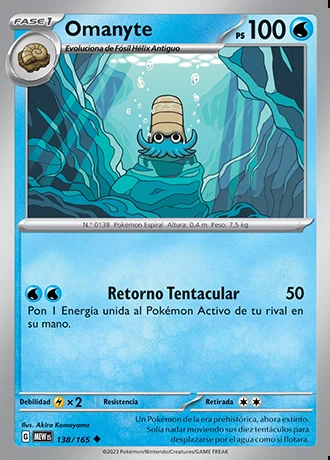 FASE 1
Omanyte
PS 100
Evoluciona de Fósil Hélix Antiguo
N.º 0138 Pokémon Espiral Altura: 0,4 m Peso: 7,5 kg
Retorno Tentacular 50
Pon 1 Energía unida al Pokémon Activo de tu rival en
su mano.
Debilidad ×2 Resistencia Retirada
Ilus. Akira Komayama
G MEW ES 138/165
Un Pokémon de la era prehistórica, ahora extinto.
Solía nadar moviendo sus diez tentáculos para
desplazarse por el agua como si flotara.
©2023 Pokémon/Nintendo/Creatures/GAME FREAK